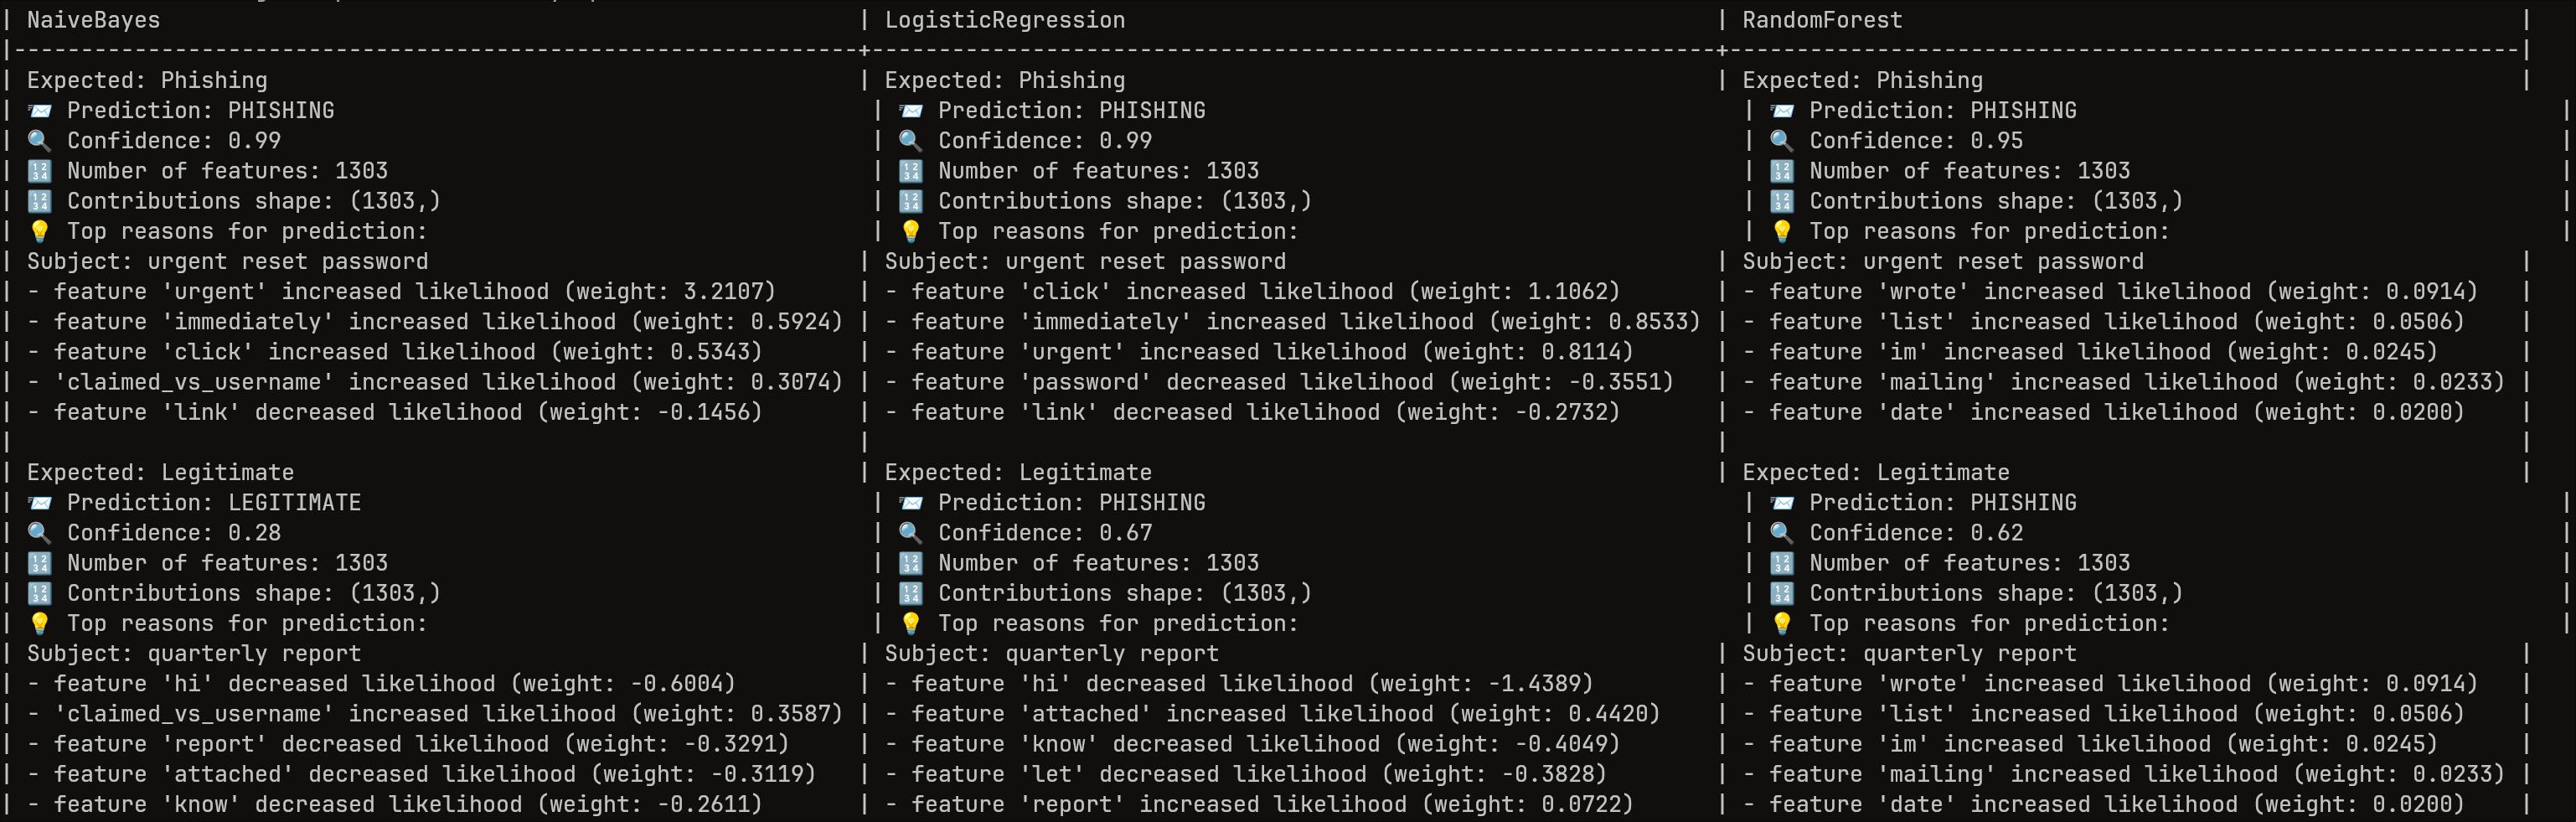 | NaiveBayes | LogisticRegression | RandomForest |
|---------------------------------------------------------------+---------------------------------------------------------------+-----------------------------------------------------------|
| Expected: Phishing | Expected: Phishing | Expected: Phishing |
| 📨 Prediction: PHISHING | 📨 Prediction: PHISHING | 📨 Prediction: PHISHING |
| 🔍 Confidence: 0.99 | 🔍 Confidence: 0.99 | 🔍 Confidence: 0.95 |
| 🔢 Number of features: 1303 | 🔢 Number of features: 1303 | 🔢 Number of features: 1303 |
| 🔢 Contributions shape: (1303,) | 🔢 Contributions shape: (1303,) | 🔢 Contributions shape: (1303,) |
| 💡 Top reasons for prediction: | 💡 Top reasons for prediction: | 💡 Top reasons for prediction: |
| Subject: urgent reset password | Subject: urgent reset password | Subject: urgent reset password |
| - feature 'urgent' increased likelihood (weight: 3.2107) | - feature 'click' increased likelihood (weight: 1.1062) | - feature 'wrote' increased likelihood (weight: 0.0914) |
| - feature 'immediately' increased likelihood (weight: 0.5924) | - feature 'immediately' increased likelihood (weight: 0.8533) | - feature 'list' increased likelihood (weight: 0.0506) |
| - feature 'click' increased likelihood (weight: 0.5343) | - feature 'urgent' increased likelihood (weight: 0.8114) | - feature 'im' increased likelihood (weight: 0.0245) |
| - 'claimed_vs_username' increased likelihood (weight: 0.3074) | - feature 'password' decreased likelihood (weight: -0.3551) | - feature 'mailing' increased likelihood (weight: 0.0233) |
| - feature 'link' decreased likelihood (weight: -0.1456) | - feature 'link' decreased likelihood (weight: -0.2732) | - feature 'date' increased likelihood (weight: 0.0200) |
| | | |
| Expected: Legitimate | Expected: Legitimate | Expected: Legitimate |
| 📨 Prediction: LEGITIMATE | 📨 Prediction: PHISHING | 📨 Prediction: PHISHING |
| 🔍 Confidence: 0.28 | 🔍 Confidence: 0.67 | 🔍 Confidence: 0.62 |
| 🔢 Number of features: 1303 | 🔢 Number of features: 1303 | 🔢 Number of features: 1303 |
| 🔢 Contributions shape: (1303,) | 🔢 Contributions shape: (1303,) | 🔢 Contributions shape: (1303,) |
| 💡 Top reasons for prediction: | 💡 Top reasons for prediction: | 💡 Top reasons for prediction: |
| Subject: quarterly report | Subject: quarterly report | Subject: quarterly report |
| - feature 'hi' decreased likelihood (weight: -0.6004) | - feature 'hi' decreased likelihood (weight: -1.4389) | - feature 'wrote' increased likelihood (weight: 0.0914) |
| - 'claimed_vs_username' increased likelihood (weight: 0.3587) | - feature 'attached' increased likelihood (weight: 0.4420) | - feature 'list' increased likelihood (weight: 0.0506) |
| - feature 'report' decreased likelihood (weight: -0.3291) | - feature 'know' decreased likelihood (weight: -0.4049) | - feature 'im' increased likelihood (weight: 0.0245) |
| - feature 'attached' decreased likelihood (weight: -0.3119) | - feature 'let' decreased likelihood (weight: -0.3828) | - feature 'mailing' increased likelihood (weight: 0.0233) |
| - feature 'know' decreased likelihood (weight: -0.2611) | - feature 'report' increased likelihood (weight: 0.0722) | - feature 'date' increased likelihood (weight: 0.0200) |